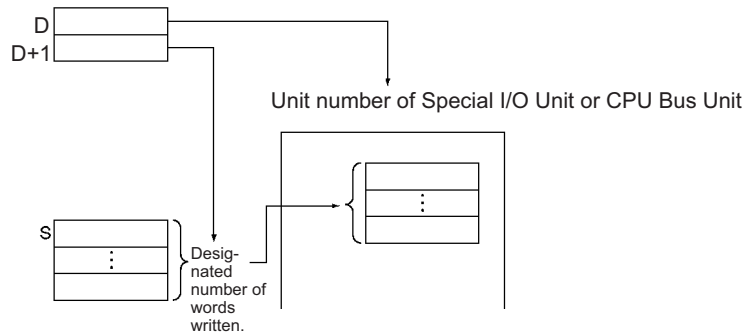 D
D+1
Unit number of Special I/O Unit or CPU Bus Unit
S
Desig-
nated
number of
words
written.